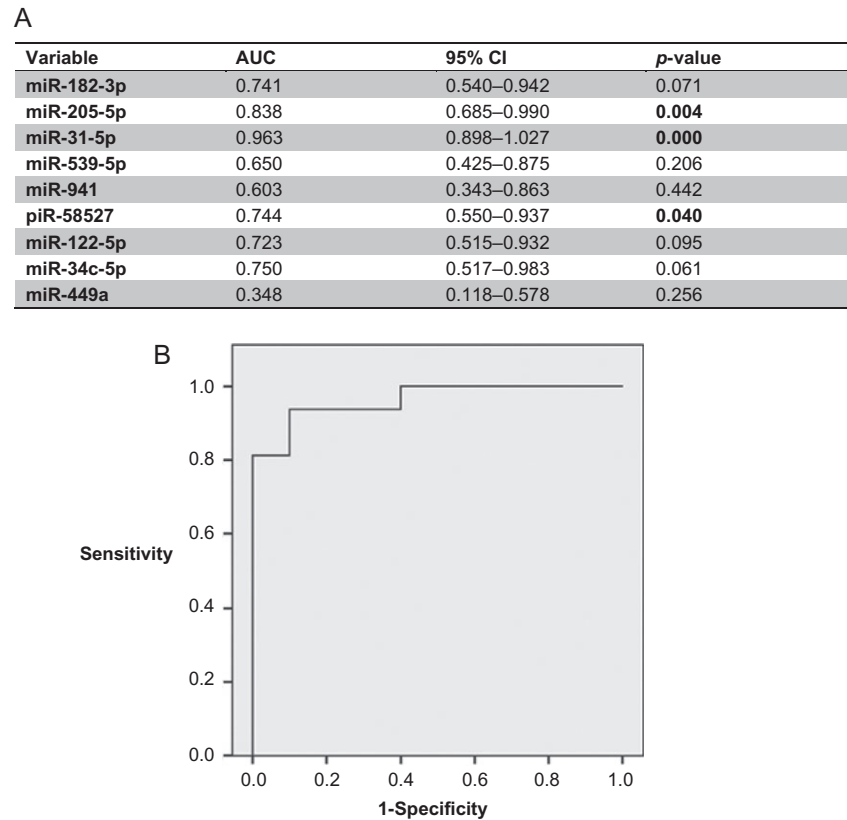 A
Variable AUC 95% CI p-value
miR-182-3p 0.741 0.540–0.942 0.071
miR-205-5p 0.838 0.685–0.990 0.004
miR-31-5p 0.963 0.898–1.027 0.000
miR-539-5p 0.650 0.425–0.875 0.206
miR-941 0.603 0.343–0.863 0.442
piR-58527 0.744 0.550–0.937 0.040
miR-122-5p 0.723 0.515–0.932 0.095
miR-34c-5p 0.750 0.517–0.983 0.061
miR-449a 0.348 0.118–0.578 0.256
B
1.0
0.8
0.6
Sensitivity
0.4
0.2
0.0
0.0 0.2 0.4 0.6 0.8 1.0
1-Specificity